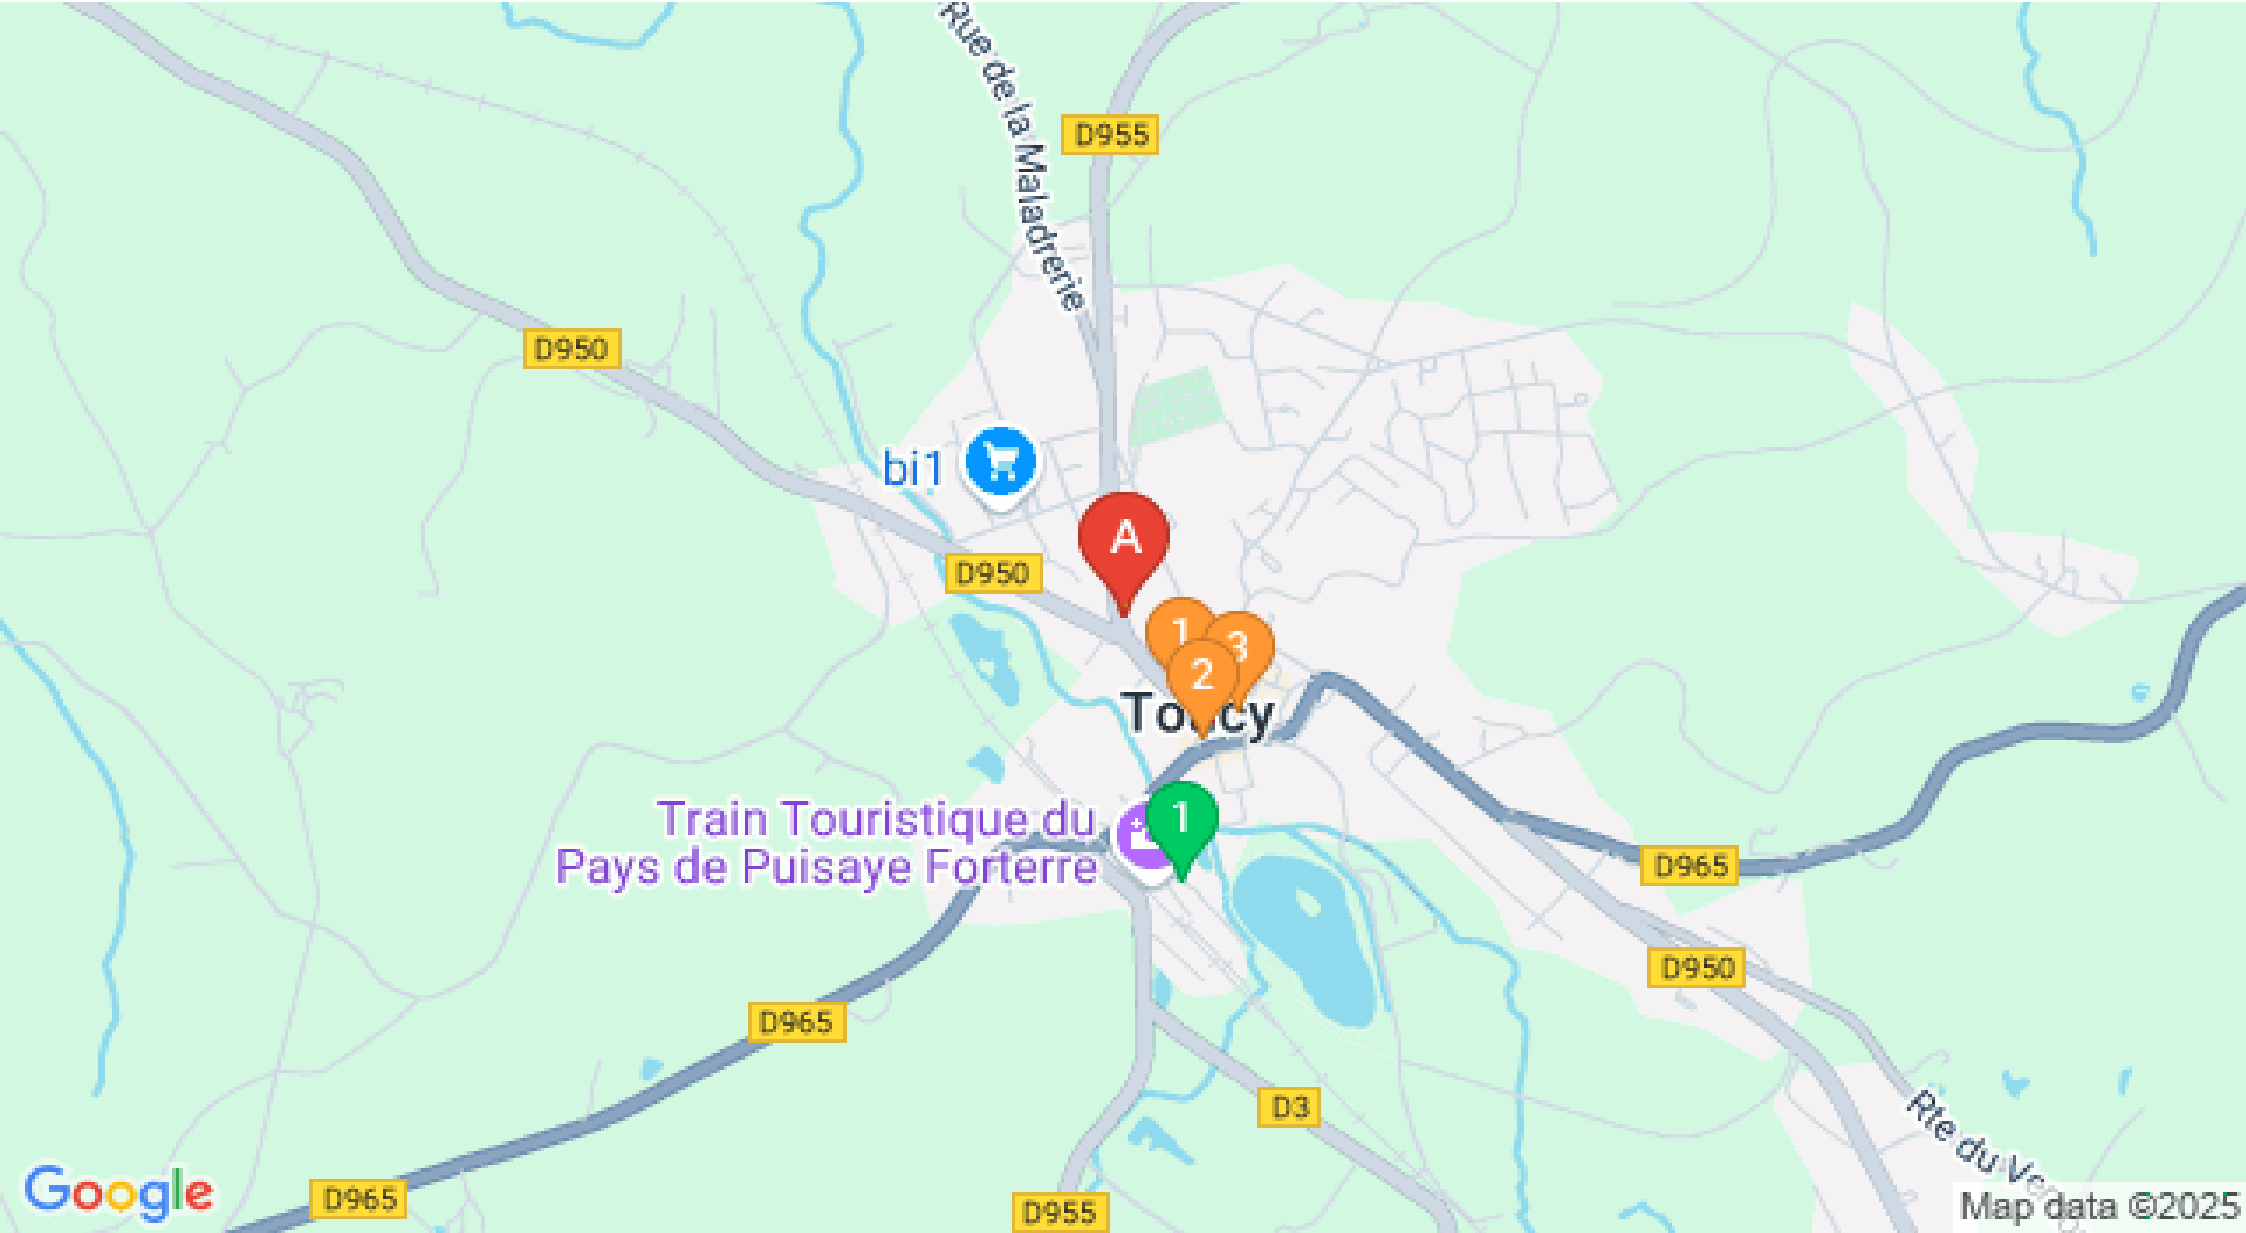 Rue de la Maladrerie
D955
D950
bi1
A
D950
1
3
2
Toucy
1
Train Touristique du
Pays de Puisaye Forterre
D965
D950
D965
D3
Rte du
D965
D955
Google
Map data ©2025